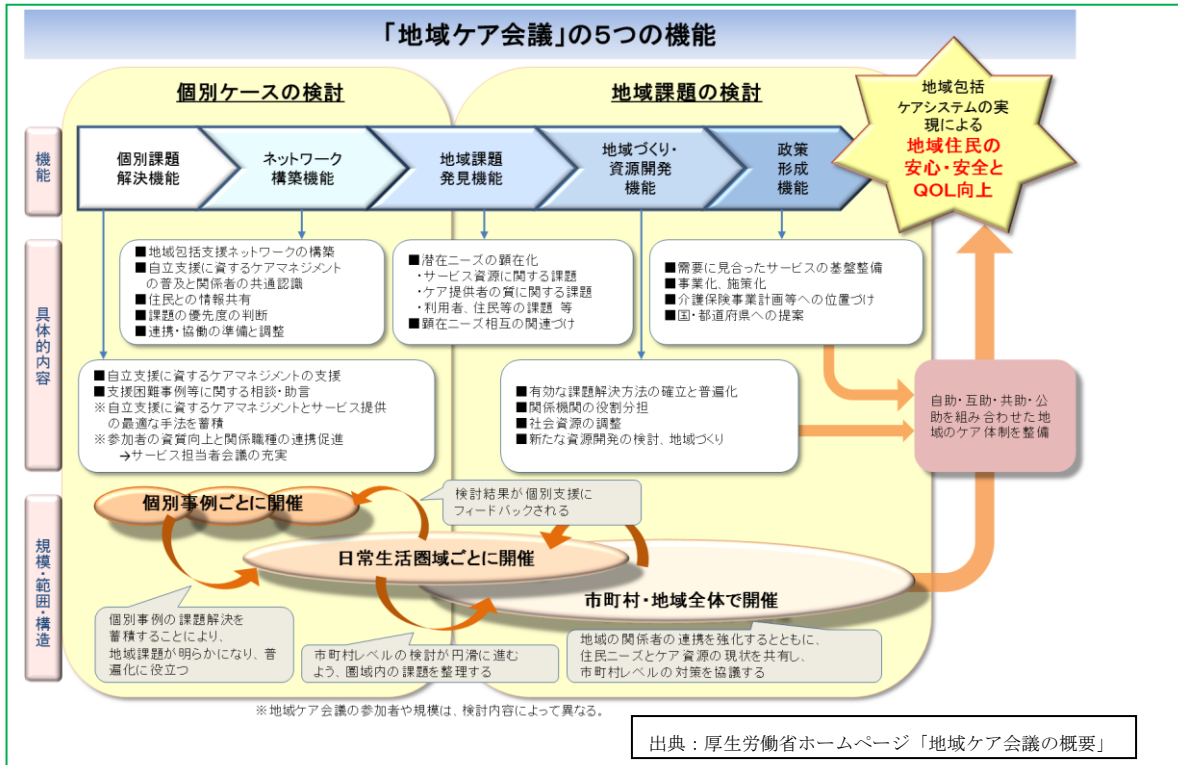 「地域ケア会議」の5つの機能
個別ケースの検討
地域課題の検討
地域包括
ケアシステムの実
現による
地域住民の
安心・安全と
QOL向上
機能
個別課題
解決機能
ネットワーク
構築機能
地域課題
発見機能
地域づくり・
資源開発
機能
政策
形成
機能
具体的内容
■地域包括支援ネットワークの構築
■自立支援に資するケアマネジメント
の普及と関係者の共通認識
■住民との情報共有
■課題の優先度の判断
■連携・協働の準備と調整
■潜在ニーズの顕在化
・サービス資源に関する課題
・ケア提供者の質に関する課題
・利用者、住民等の課題 等
■顕在ニーズ相互の関連づけ
■需要に見合ったサービスの基盤整備
■事業化、施策化
■介護保険事業計画等への位置づけ
■国・都道府県への提案
■自立支援に資するケアマネジメントの支援
■支援困難事例等に関する相談・助言
※自立支援に資するケアマネジメントとサービス提供
の最適な手法を蓄積
※参加者の資質向上と関係職種の連携促進
→サービス担当者会議の充実
■有効な課題解決方法の確立と普遍化
■関係機関の役割分担
■社会資源の調整
■新たな資源開発の検討、地域づくり
自助・互助・共助・公
助を組み合わせた地
域のケア体制を整備
規模・範囲・構造
個別事例ごとに開催
検討結果が個別支援に
フィードバックされる
日常生活圏域ごとに開催
市町村・地域全体で開催
個別事例の課題解決を
蓄積することにより、
地域課題が明らかになり、普
遍化に役立つ
市町村レベルの検討が円滑に進む
よう、圏域内の課題を整理する
地域の関係者の連携を強化するとともに、
住民ニーズとケア資源の現状を共有し、
市町村レベルの対策を協議する
※地域ケア会議の参加者や規模は、検討内容によって異なる。
出典：厚生労働省ホームページ「地域ケア会議の概要」